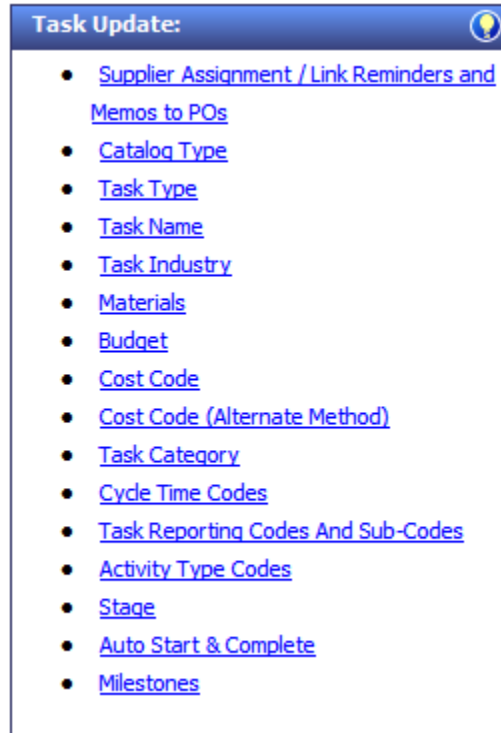 Task Update:
Supplier Assignment / Link Reminders and
Memos to POs
Catalog Type
Task Type
Task Name
Task Industry
Materials
Budget
Cost Code
Cost Code (Alternate Method)
Task Category
Cycle Time Codes
Task Reporting Codes And Sub-Codes
Activity Type Codes
Stage
Auto Start & Complete
Milestones